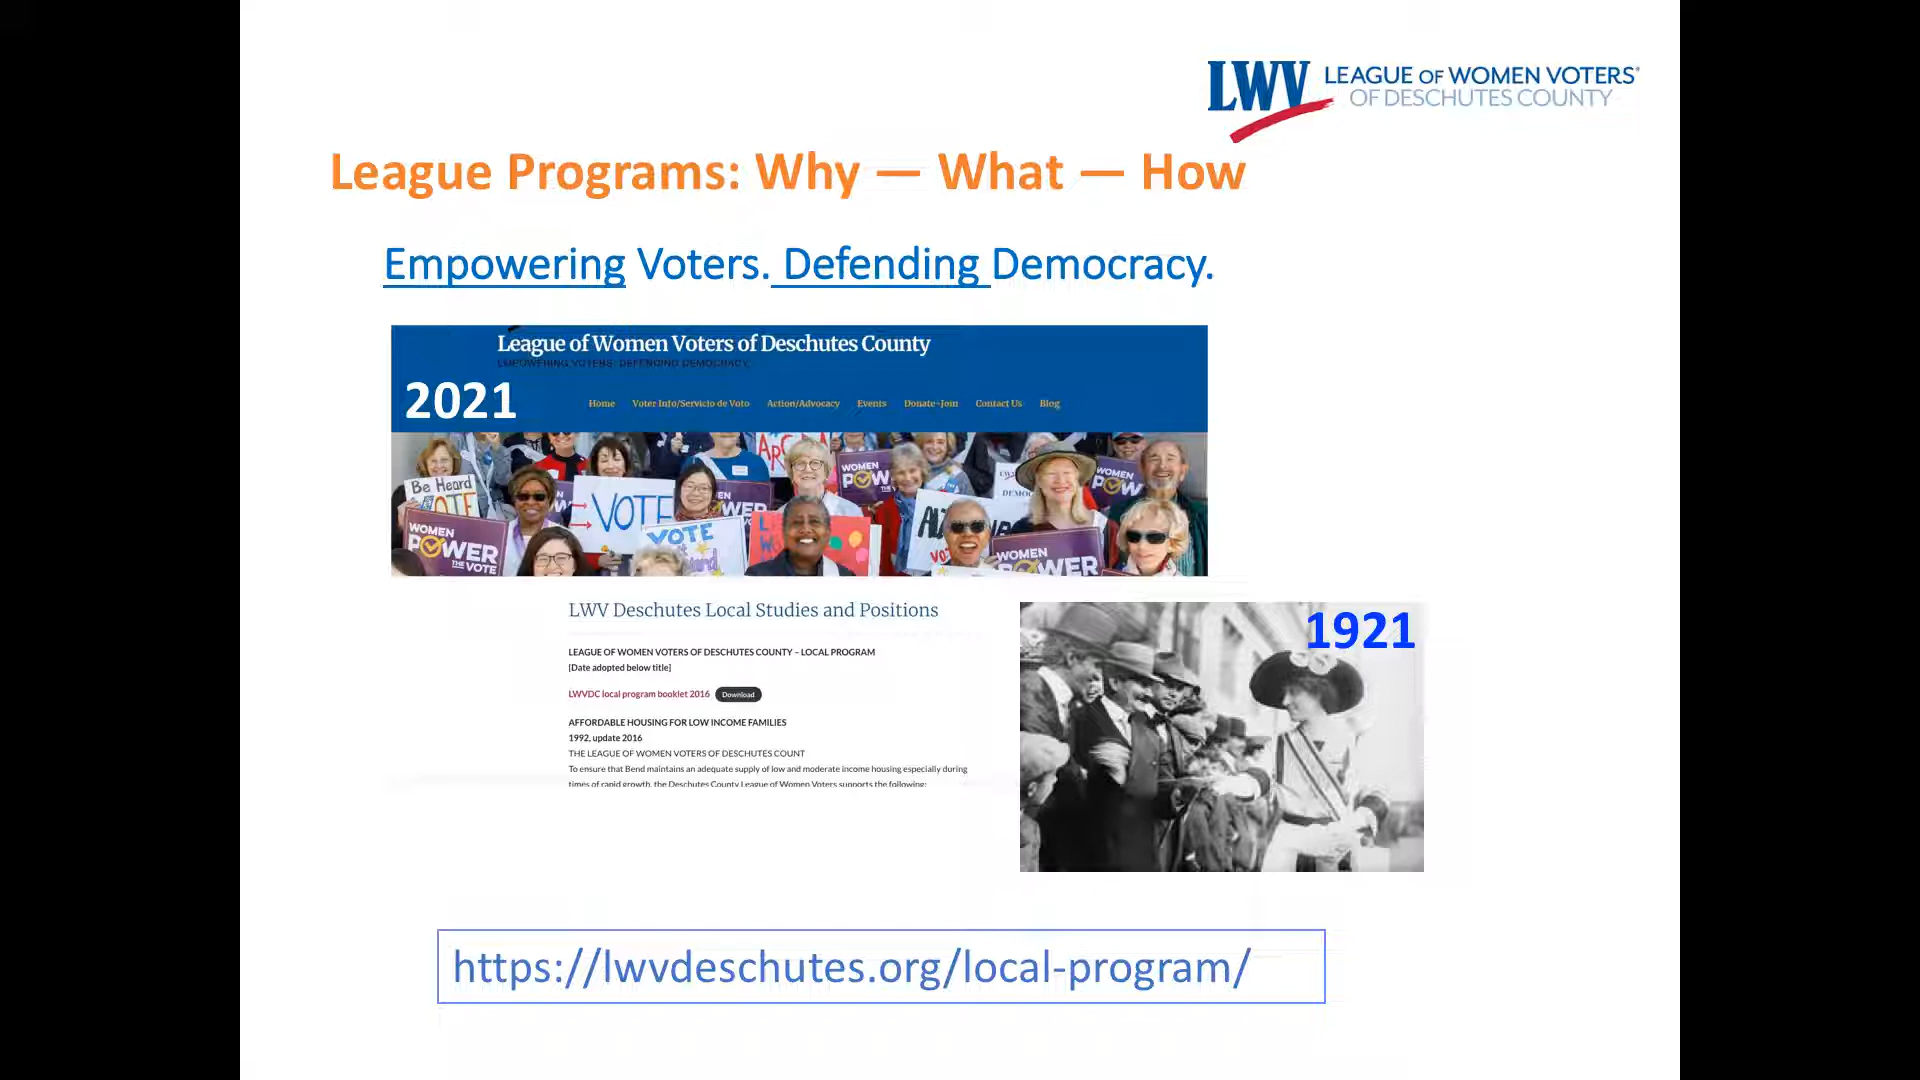 LWV LEAGUE OF WOMEN VOTERS®
OF DESCHUTES COUNTY
League Programs: Why — What — How
Empowering Voters. Defending Democracy.
League of Women Voters of Deschutes County
EMPOWERING VOTERS. DEFENDING DEMOCRACY.
2021
Home Voter Info/Servicio de Voto Action/Advocacy Events Donate-Join Contact Us Blog
Be Heard
VOTE
WOMEN
POWER
THE VOTE
VOTE
VOTE
WOMEN
POW
WOMEN
POW
WOMEN
POWER
LWV Deschutes Local Studies and Positions
LEAGUE OF WOMEN VOTERS OF DESCHUTES COUNTY – LOCAL PROGRAM
[Date adopted below title]
LWVDC local program booklet 2016 Download
AFFORDABLE HOUSING FOR LOW INCOME FAMILIES
1992, update 2016
THE LEAGUE OF WOMEN VOTERS OF DESCHUTES COUNT
To ensure that Bend maintains an adequate supply of low and moderate income housing especially during
times of rapid growth, the Deschutes County League of Women Voters supports the following:
1921
https://lwvdeschutes.org/local-program/